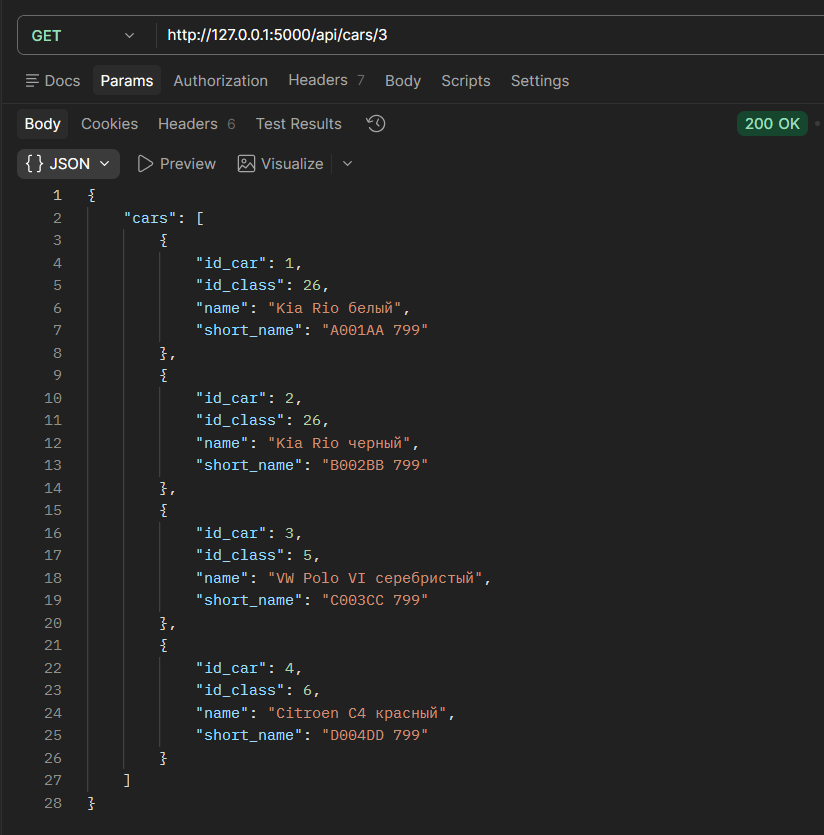 GET http://127.0.0.1:5000/api/cars/3
Docs Params Authorization Headers 7 Body Scripts Settings
Body Cookies Headers 6 Test Results 200 OK
{} JSON Preview Visualize
1 {
2 "cars": [
3 {
4 "id_car": 1,
5 "id_class": 26,
6 "name": "Kia Rio белый",
7 "short_name": "A001AA 799"
8 },
9 {
10 "id_car": 2,
11 "id_class": 26,
12 "name": "Kia Rio черный",
13 "short_name": "B002BB 799"
14 },
15 {
16 "id_car": 3,
17 "id_class": 5,
18 "name": "VW Polo VI серебристый",
19 "short_name": "C003CC 799"
20 },
21 {
22 "id_car": 4,
23 "id_class": 6,
24 "name": "Citroen C4 красный",
25 "short_name": "D004DD 799"
26 }
27 ]
28 }